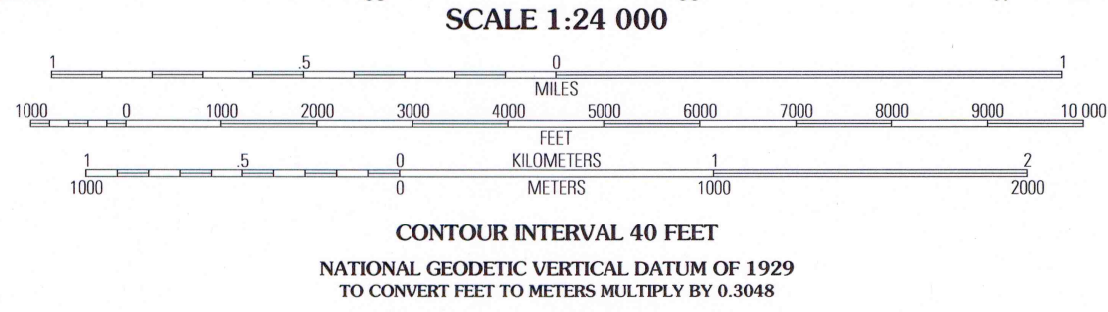 SCALE 1:24 000
1 .5 0 1
MILES
1000 0 1000 2000 3000 4000 5000 6000 7000 8000 9000 10 000
FEET
1 .5 0 KILOMETERS 1 2
1000 0 METERS 1000 2000
CONTOUR INTERVAL 40 FEET
NATIONAL GEODETIC VERTICAL DATUM OF 1929
TO CONVERT FEET TO METERS MULTIPLY BY 0.3048